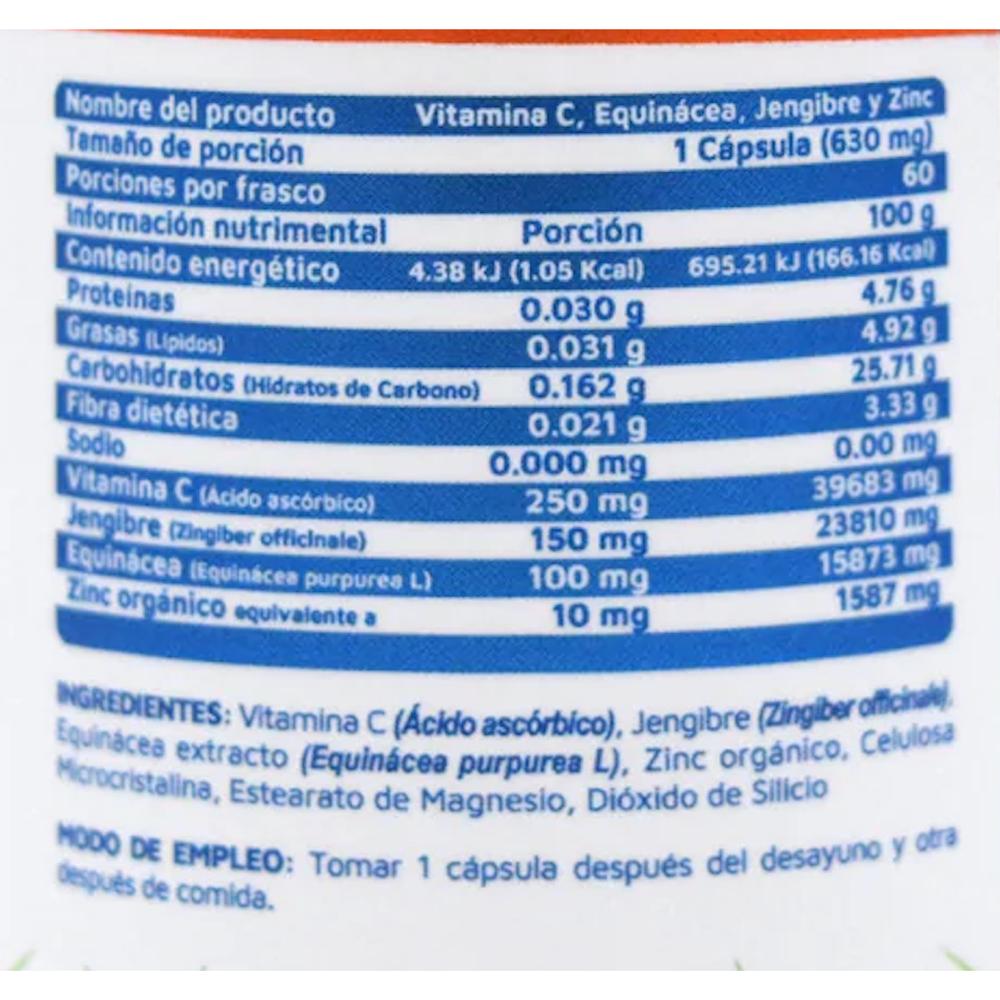 Nombre del producto Vitamina C, Equinácea, Jengibre y Zinc
Tamaño de porción 1 Cápsula (630 mg)
Porciones por frasco 60
Información nutrimental Porción 100 g
Contenido energético 4.38 kJ (1.05 Kcal) 695.21 kJ (166.16 Kcal)
Proteínas 0.030 g 4.76 g
Grasas (Lípidos) 0.031 g 4.92 g
Carbohidratos (Hidratos de Carbono) 0.162 g 25.71 g
Fibra dietética 0.021 g 3.33 g
Sodio 0.000 mg 0.00 mg
Vitamina C (Ácido ascórbico) 250 mg 39683 mg
Jengibre (Zingiber officinale) 150 mg 23810 mg
Equinácea (Equinácea purpurea L) 100 mg 15873 mg
Zinc orgánico equivalente a 10 mg 1587 mg
INGREDIENTES: Vitamina C (Ácido ascórbico), Jengibre (Zingiber officinale),
Equinácea extracto (Equinácea purpurea L), Zinc orgánico, Celulosa
Microcristalina, Estearato de Magnesio, Dióxido de Silicio
MODO DE EMPLEO: Tomar 1 cápsula después del desayuno y otra
después de comida.